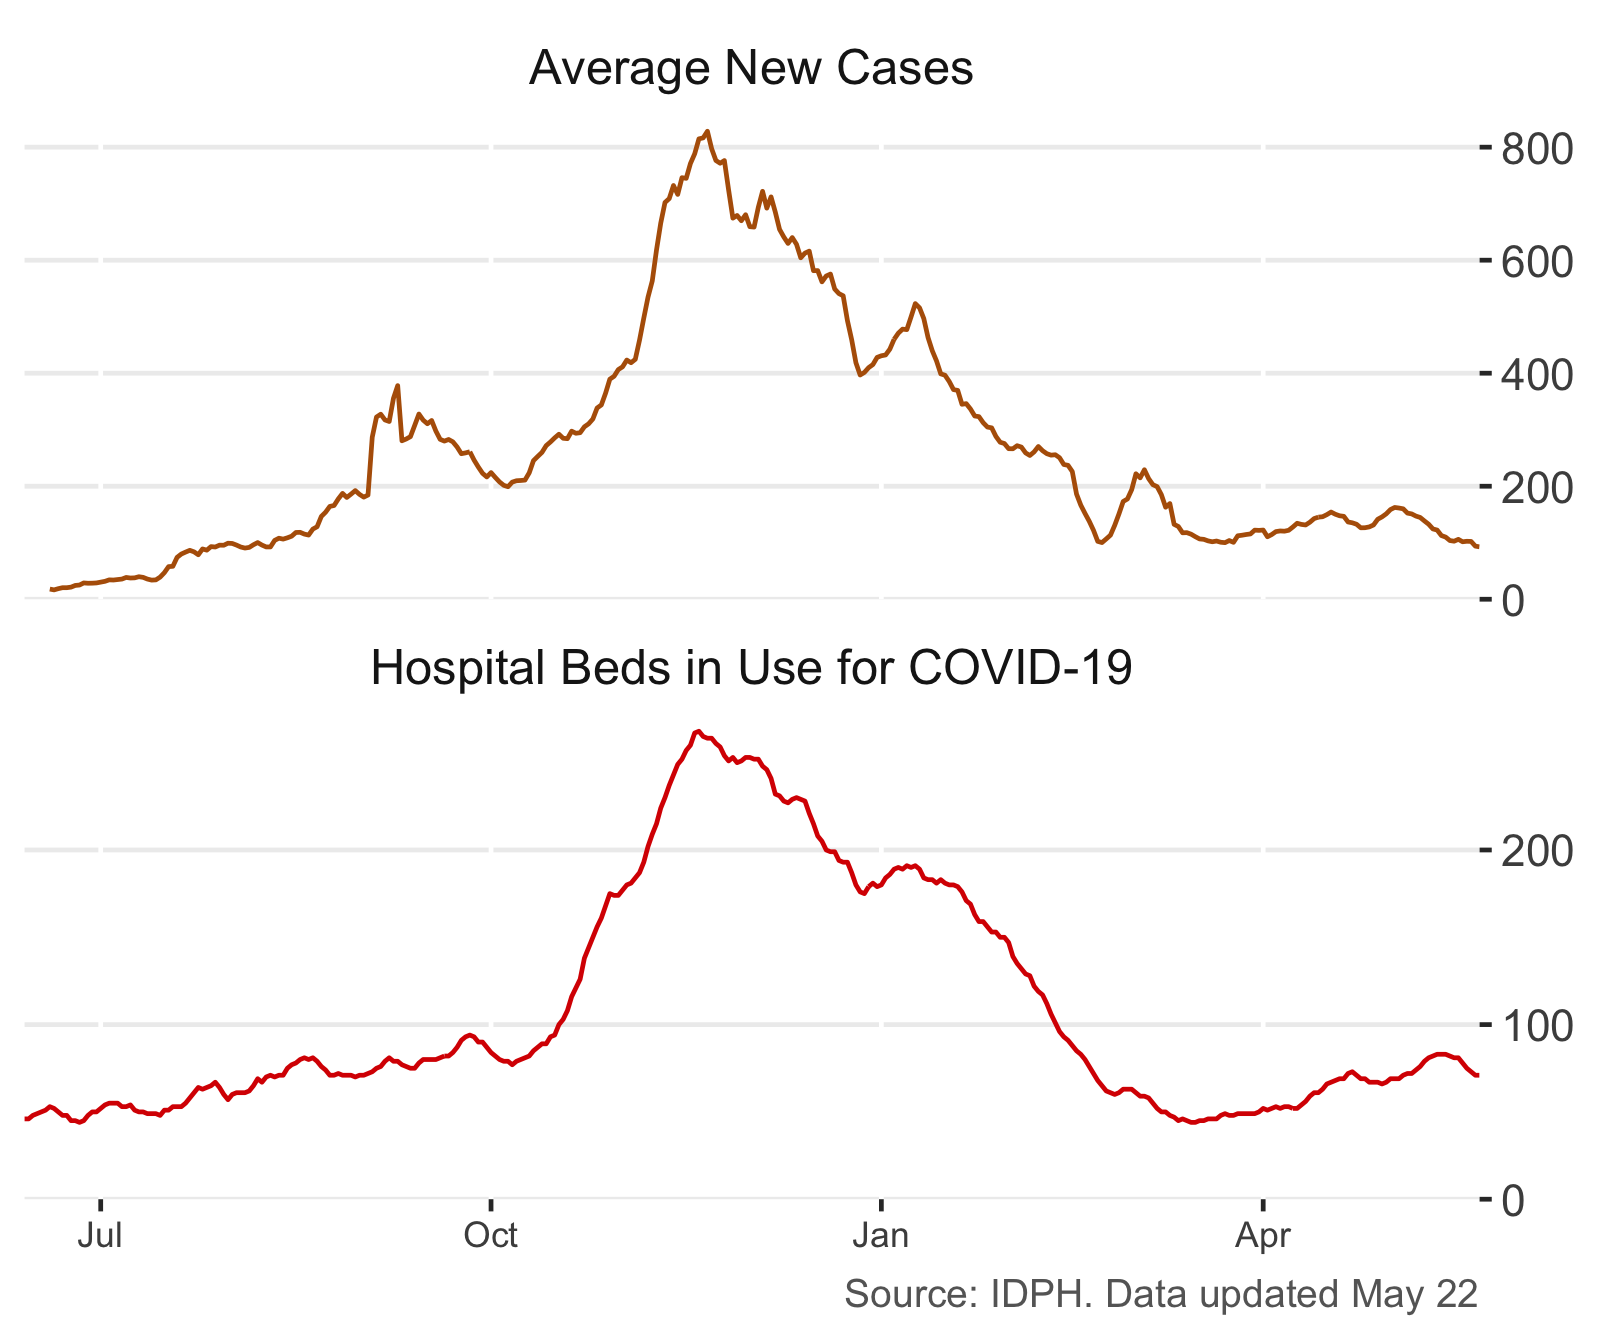 Average New Cases
800
600
400
200
0
Hospital Beds in Use for COVID-19
200
100
0
Jul Oct Jan Apr
Source: IDPH. Data updated May 22